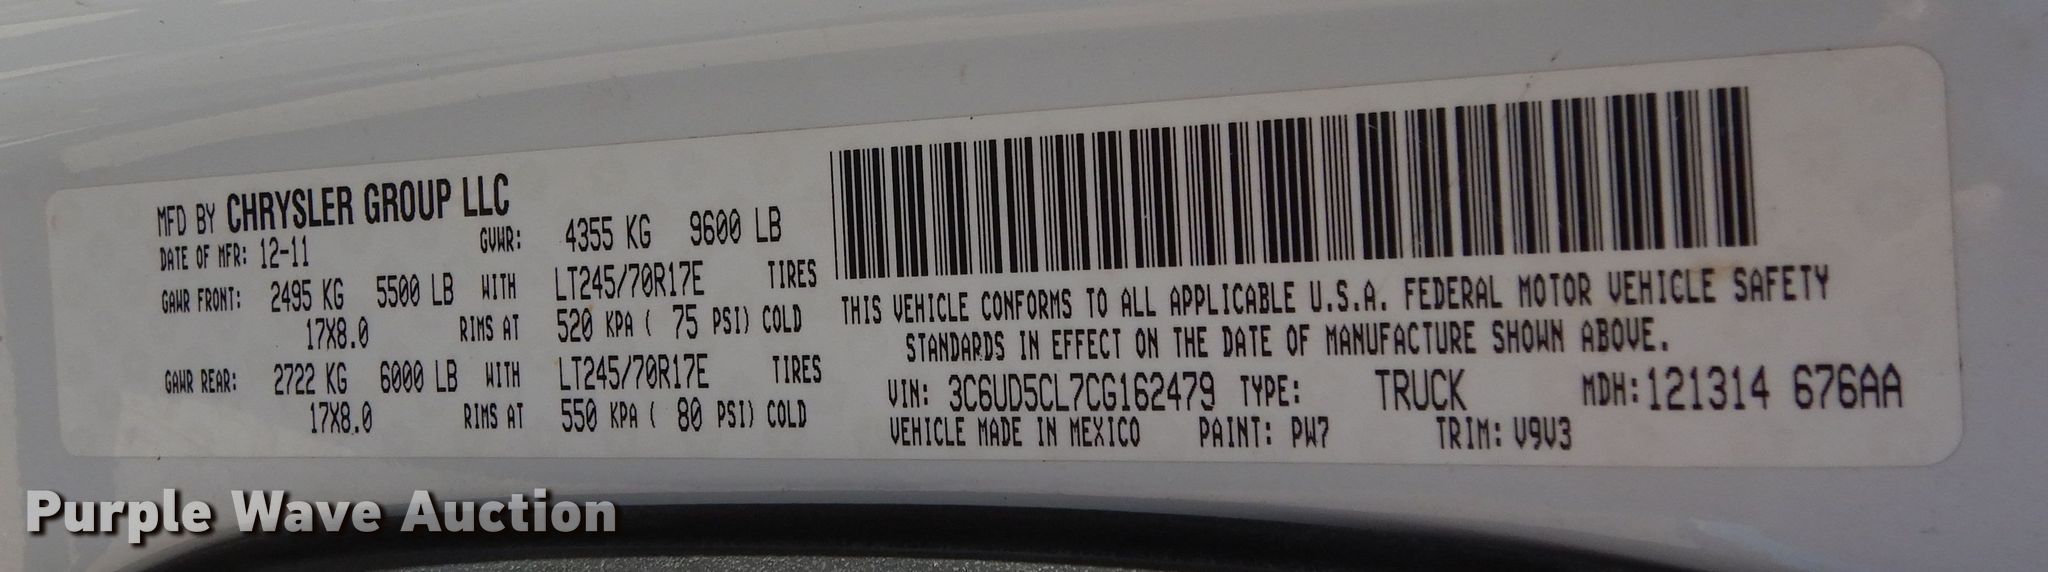 MFD BY CHRYSLER GROUP LLC
DATE OF MFR: 12-11 GVWR: 4355 KG 9600 LB
GAWR FRONT: 2495 KG 5500 LB WITH LT245/70R17E TIRES
17X8.0 RIMS AT 520 KPA ( 75 PSI) COLD
GAWR REAR: 2722 KG 6000 LB WITH LT245/70R17E TIRES
17X8.0 RIMS AT 550 KPA ( 80 PSI) COLD
THIS VEHICLE CONFORMS TO ALL APPLICABLE U.S.A. FEDERAL MOTOR VEHICLE SAFETY
STANDARDS IN EFFECT ON THE DATE OF MANUFACTURE SHOWN ABOVE.
VIN: 3C6UD5CL7CG162479 TYPE: TRUCK MDH: 121314 676AA
VEHICLE MADE IN MEXICO PAINT: PW7 TRIM: V9V3
Purple Wave Auction